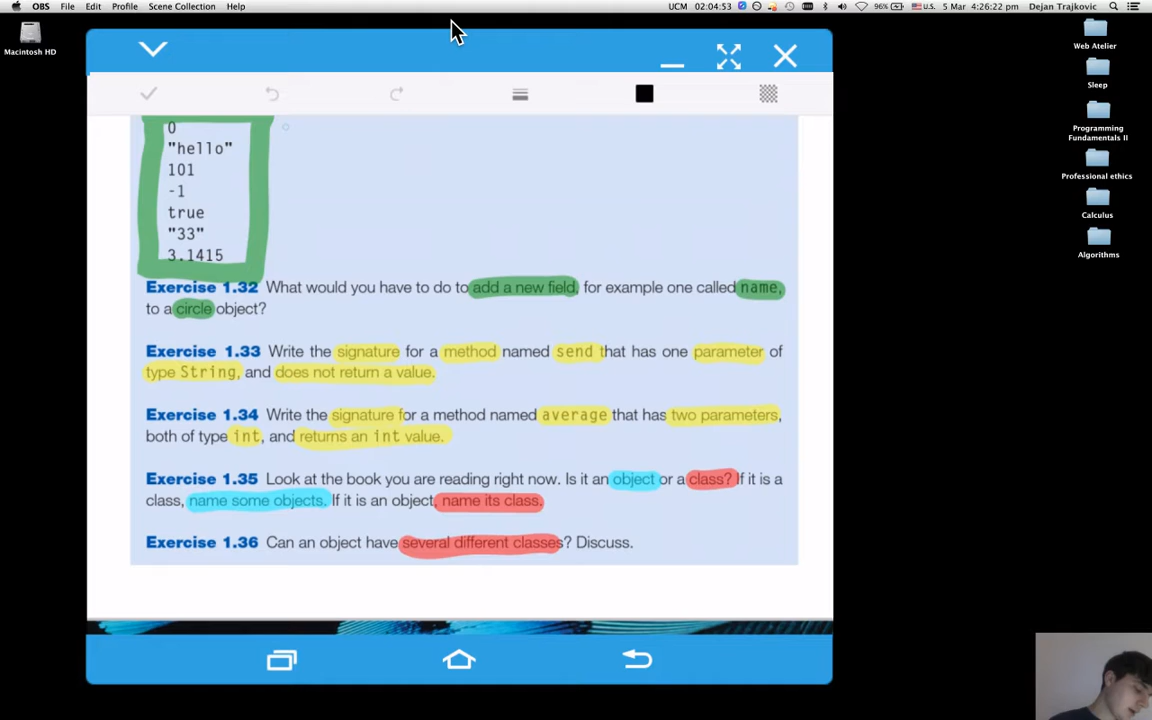 OBS File Edit Profile Scene Collection Help UCM 02:04:53 96% U.S. 5 Mar 4:26:22 pm Dejan Trajkovic
Macintosh HD
Web Atelier
Sleep
Programming
Fundamentals II
Professional ethics
Calculus
Algorithms
0
"hello"
101
-1
true
"33"
3.1415
Exercise 1.32 What would you have to do to add a new field, for example one called name,
to a circle object?
Exercise 1.33 Write the signature for a method named send that has one parameter of
type String, and does not return a value.
Exercise 1.34 Write the signature for a method named average that has two parameters,
both of type int, and returns an int value.
Exercise 1.35 Look at the book you are reading right now. Is it an object or a class? If it is a
class, name some objects. If it is an object, name its class.
Exercise 1.36 Can an object have several different classes? Discuss.